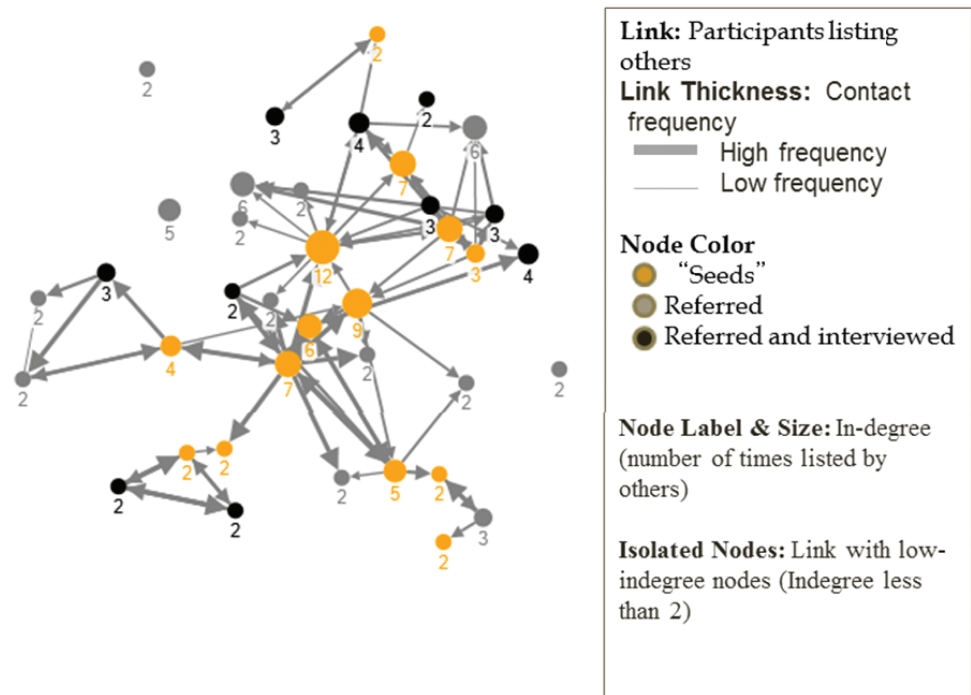 2
2
3
2
4
6
7
6
2
5
2
3
3
7
3
4
12
3
2
2
2
9
6
4
7
2
2
2
2
2
2
2
2
2
5
2
3
2
Link: Participants listing
others
Link Thickness: Contact
frequency
High frequency
Low frequency
Node Color
“Seeds”
Referred
Referred and interviewed
Node Label & Size: In-degree
(number of times listed by
others)
Isolated Nodes: Link with low-
indegree nodes (Indegree less
than 2)